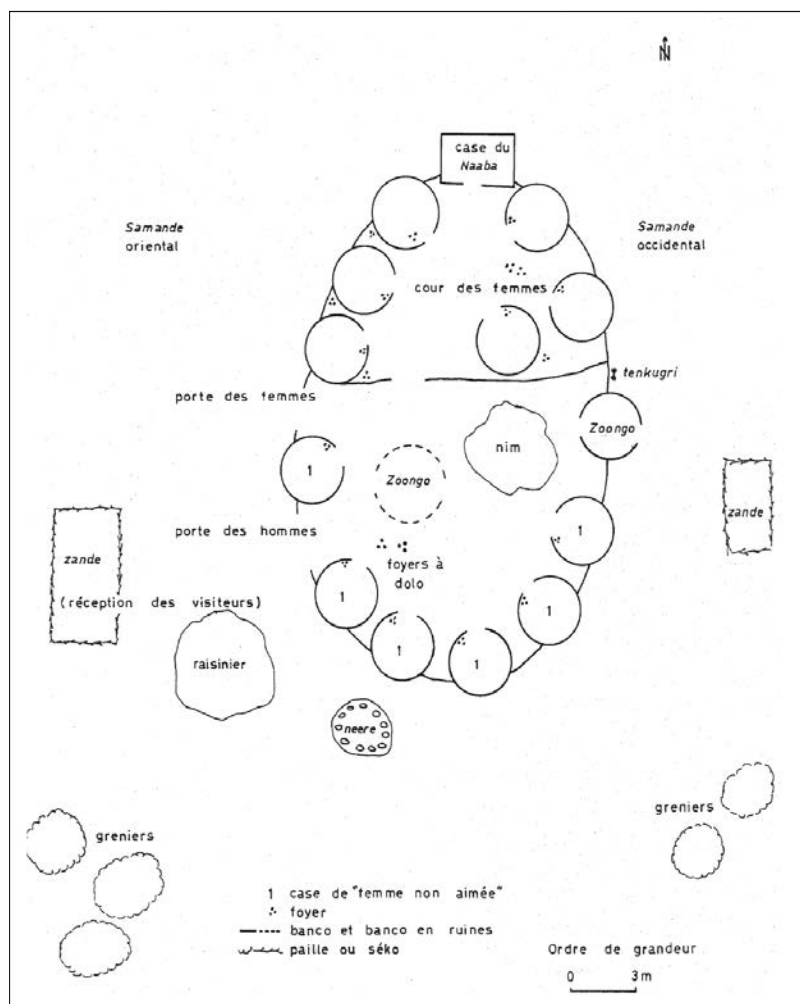 N
case du
Naaba
Samande
oriental
Samande
occidental
cour des femmes
tenkugri
porte des femmes
Zoongo
nim
1
Zoongo
zande
porte des hommes
1
zande
foyers à
dolo
(réception des visiteurs)
1
1
1
1
raisinier
neere
greniers
greniers
1 case de "femme non aimée"
foyer
banco et banco en ruines
paille ou séko
Ordre de grandeur
0 3m